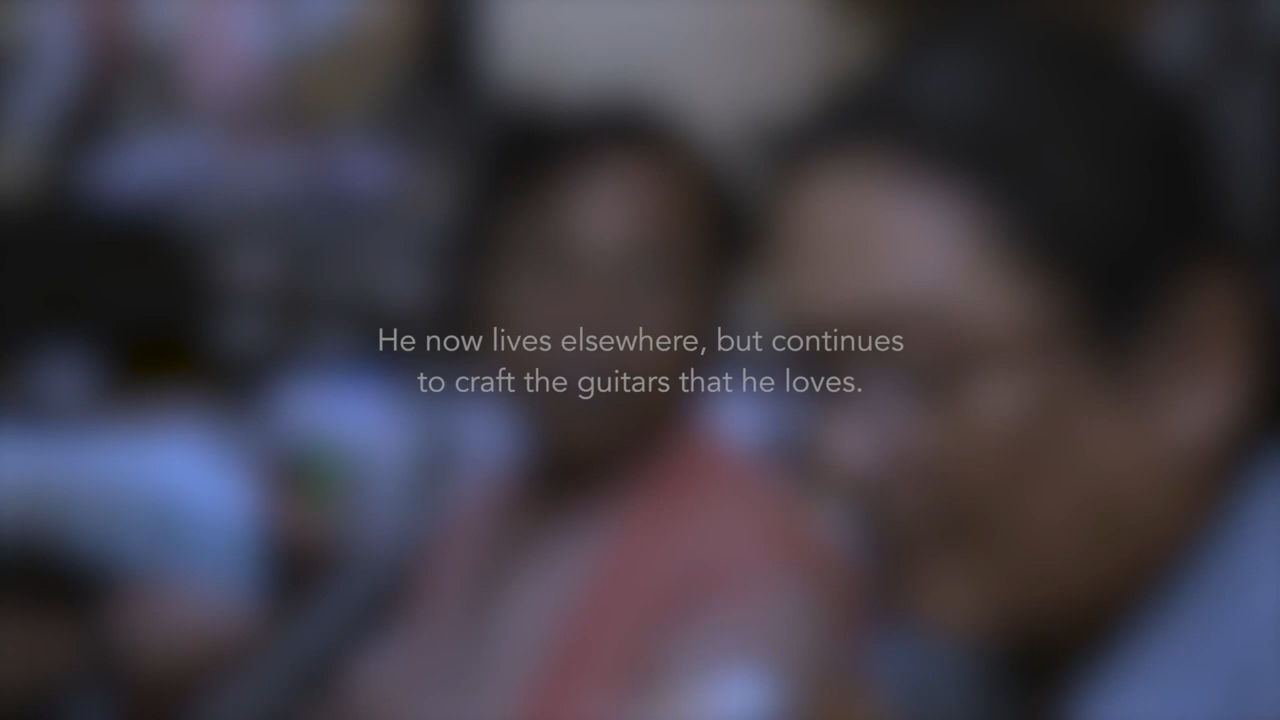 He now lives elsewhere, but continues
to craft the guitars that he loves.